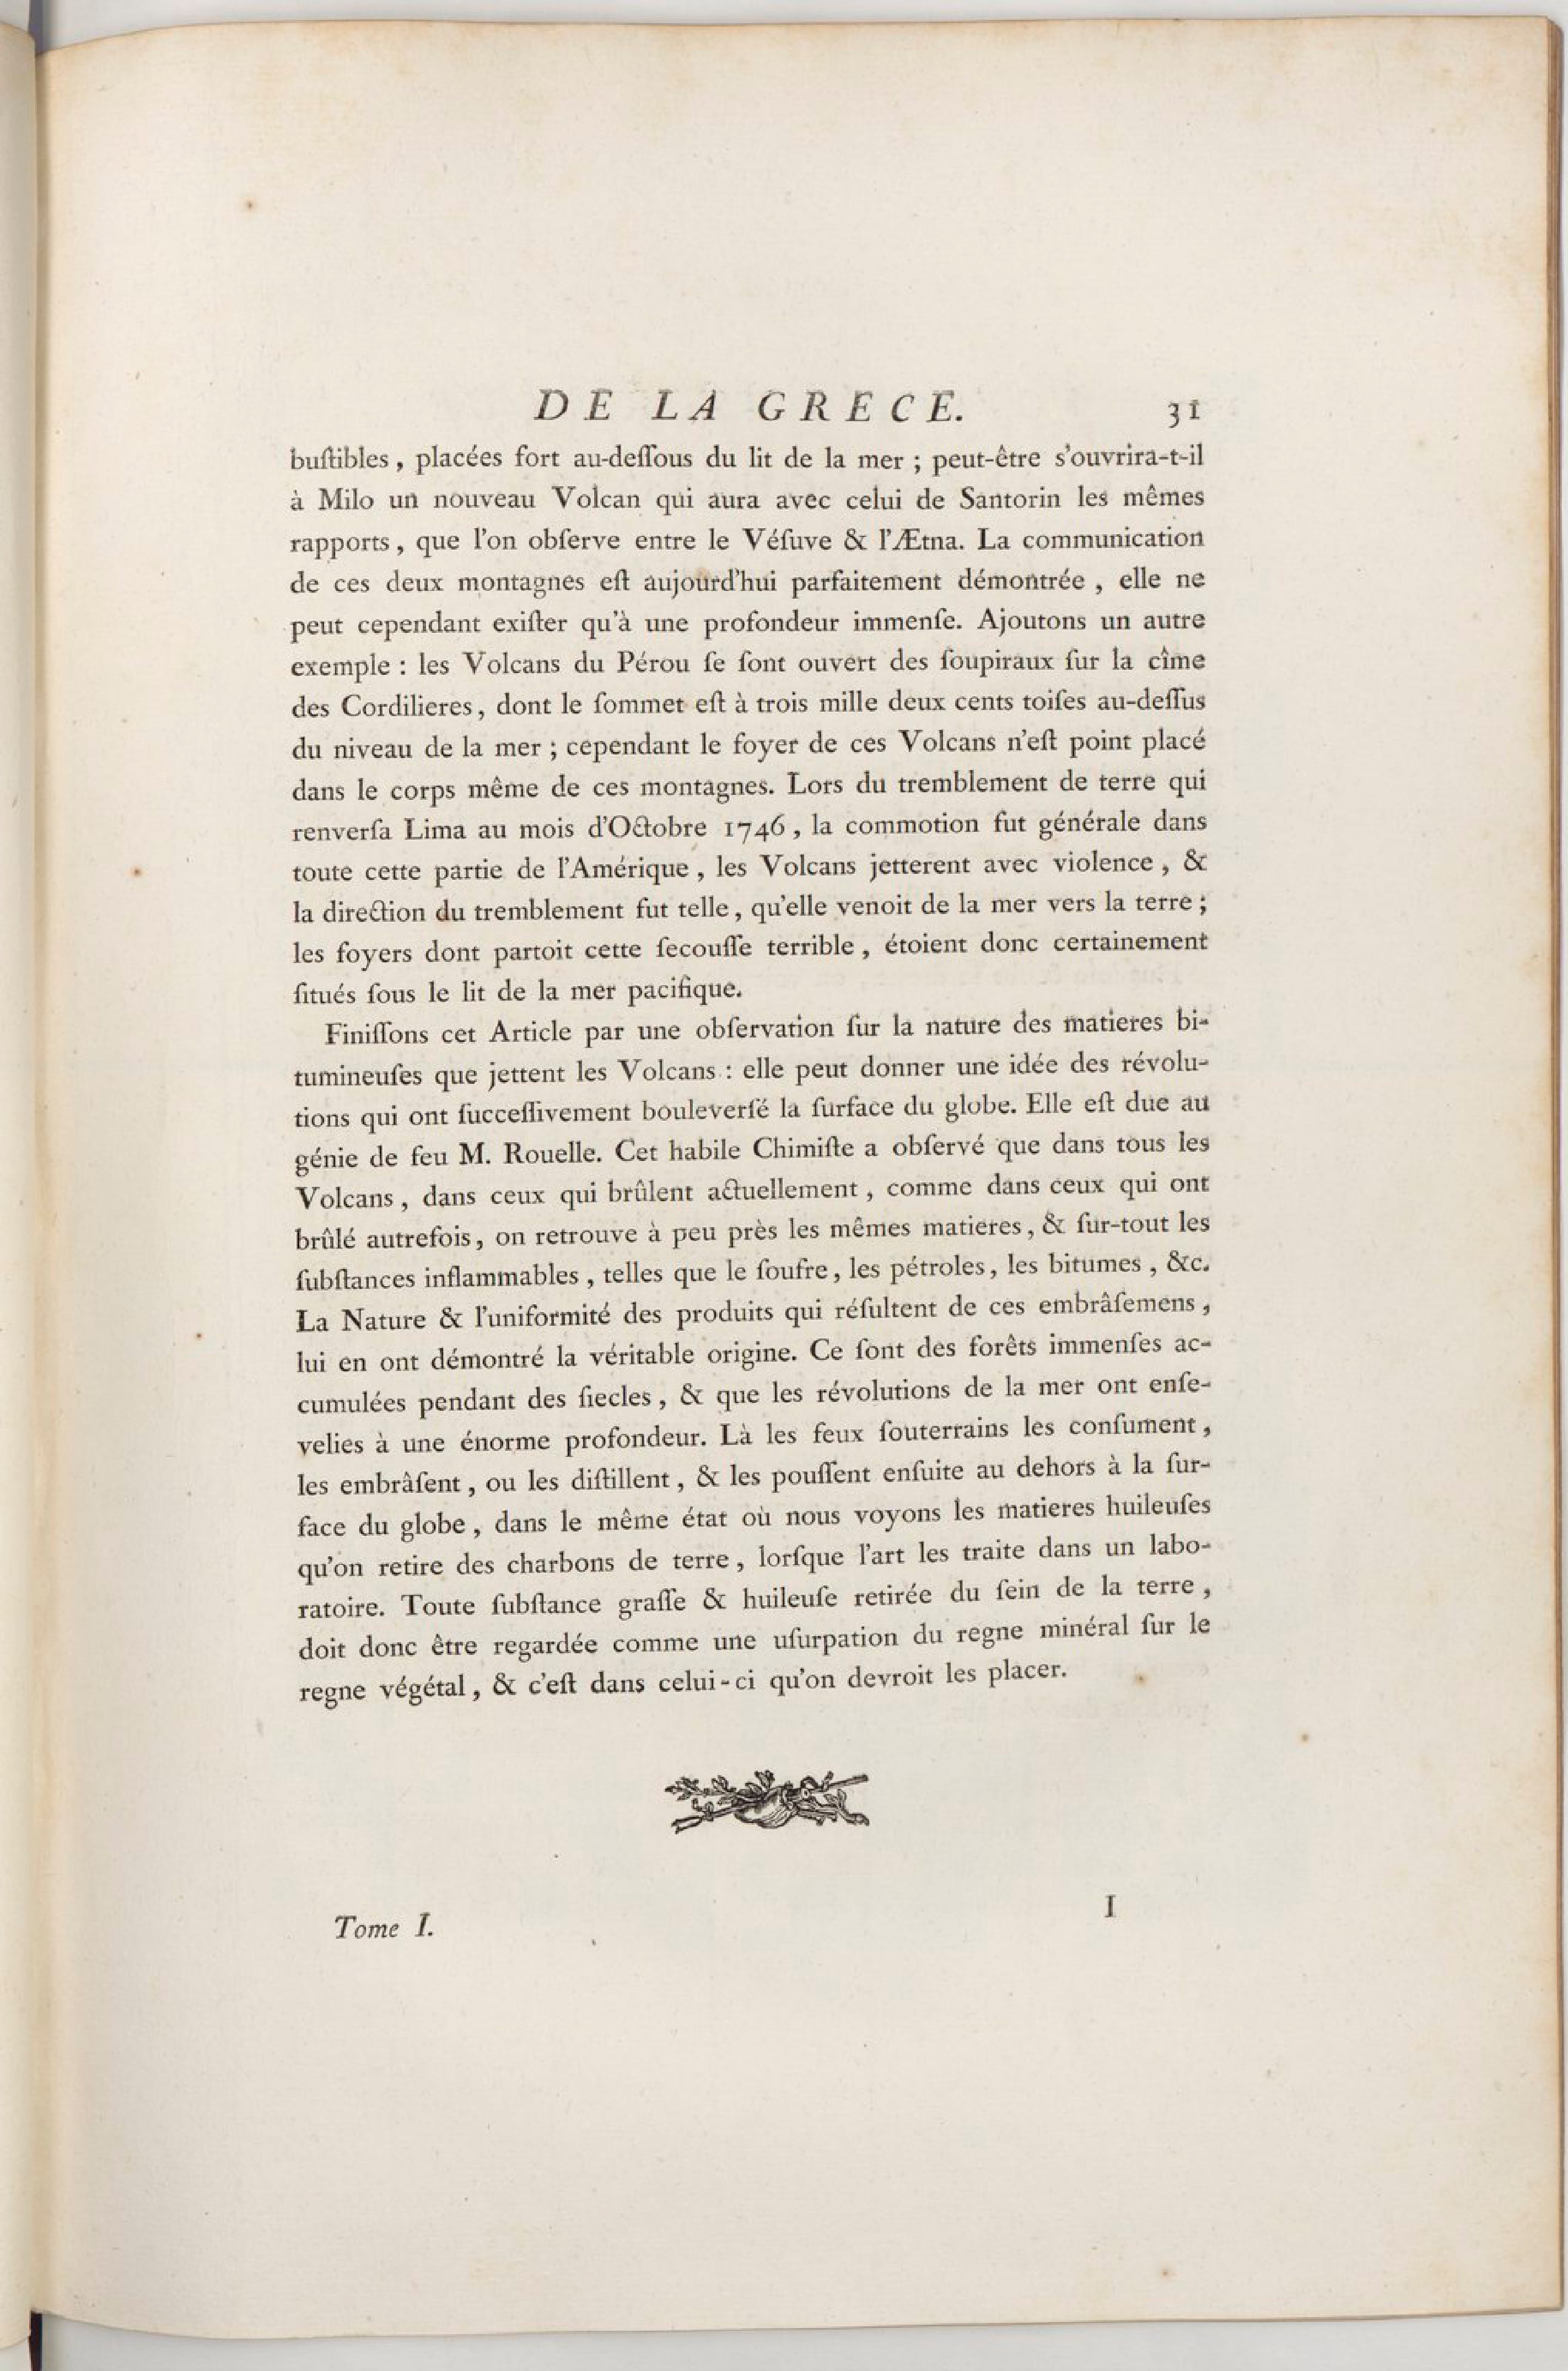 DE LA GRECE. 31
buſtibles, placées fort au-deſſous du lit de la mer ; peut-être s'ouvrira-t-il
à Milo un nouveau Volcan qui aura avec celui de Santorin les mêmes
rapports, que l'on obſerve entre le Véſuve & l'Ætna. La communication
de ces deux montagnes eſt aujourd'hui parfaitement démontrée, elle ne
peut cependant exiſter qu'à une profondeur immenſe. Ajoutons un autre
exemple : les Volcans du Pérou ſe ſont ouvert des ſoupiraux ſur la cîme
des Cordilieres, dont le ſommet eſt à trois mille deux cents toiſes au-deſſus
du niveau de la mer ; cependant le foyer de ces Volcans n'eſt point placé
dans le corps même de ces montagnes. Lors du tremblement de terre qui
renverſa Lima au mois d'Octobre 1746, la commotion fut générale dans
toute cette partie de l'Amérique, les Volcans jetterent avec violence, &
la direction du tremblement fut telle, qu'elle venoit de la mer vers la terre ;
les foyers dont partoit cette ſecouſſe terrible, étoient donc certainement
ſitués ſous le lit de la mer pacifique.
Finiſſons cet Article par une obſervation ſur la nature des matieres bi-
tumineuſes que jettent les Volcans : elle peut donner une idée des révolu-
tions qui ont ſucceſſivement bouleverſé la ſurface du globe. Elle eſt due au
génie de feu M. Rouelle. Cet habile Chimiſte a obſervé que dans tous les
Volcans, dans ceux qui brûlent actuellement, comme dans ceux qui ont
brûlé autrefois, on retrouve à peu près les mêmes matieres, & ſur-tout les
ſubſtances inflammables, telles que le ſoufre, les pétroles, les bitumes, &c.
La Nature & l'uniformité des produits qui réſultent de ces embrâſemens,
lui en ont démontré la véritable origine. Ce ſont des forêts immenſes ac-
cumulées pendant des ſiecles, & que les révolutions de la mer ont enſe-
velies à une énorme profondeur. Là les feux ſouterrains les conſument,
les embrâſent, ou les diſtillent, & les pouſſent enſuite au dehors à la ſur-
face du globe, dans le même état où nous voyons les matieres huileuſes
qu'on retire des charbons de terre, lorſque l'art les traite dans un labo-
ratoire. Toute ſubſtance graſſe & huileuſe retirée du ſein de la terre,
doit donc être regardée comme une uſurpation du regne minéral ſur le
regne végétal, & c'eſt dans celui-ci qu'on devroit les placer.
Tome I. I